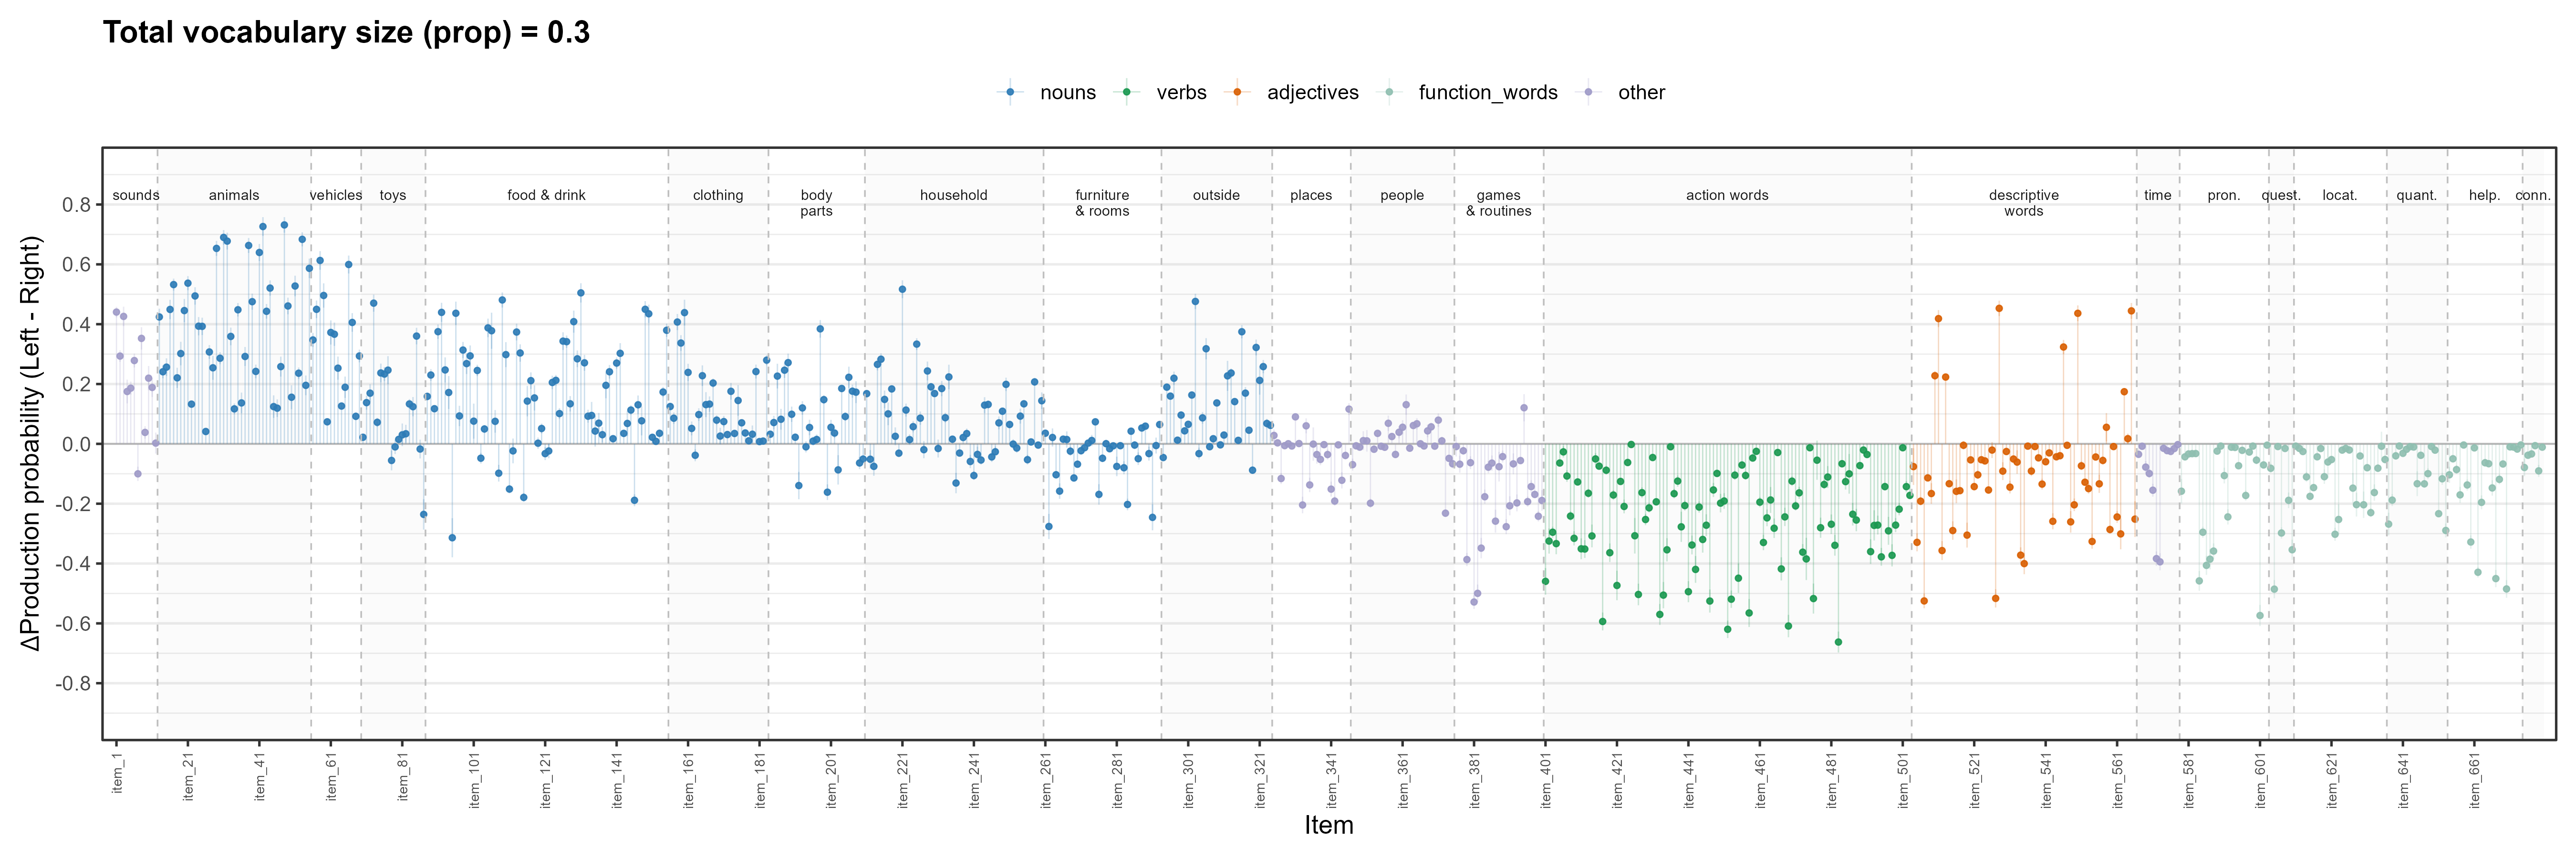 Total vocabulary size (prop) = 0.3
nouns verbs adjectives function_words other
sounds animals vehicles toys food & drink clothing body parts household furniture & rooms outside places people games & routines action words descriptive words time pron. quest. locat. quant. help. conn.
ΔProduction probability (Left - Right)
0.8
0.6
0.4
0.2
0.0
-0.2
-0.4
-0.6
-0.8
item_1 item_21 item_41 item_61 item_81 item_101 item_121 item_141 item_161 item_181 item_201 item_221 item_241 item_261 item_281 item_301 item_321 item_341 item_361 item_381 item_401 item_421 item_441 item_461 item_481 item_501 item_521 item_541 item_561 item_581 item_601 item_621 item_641 item_661
Item